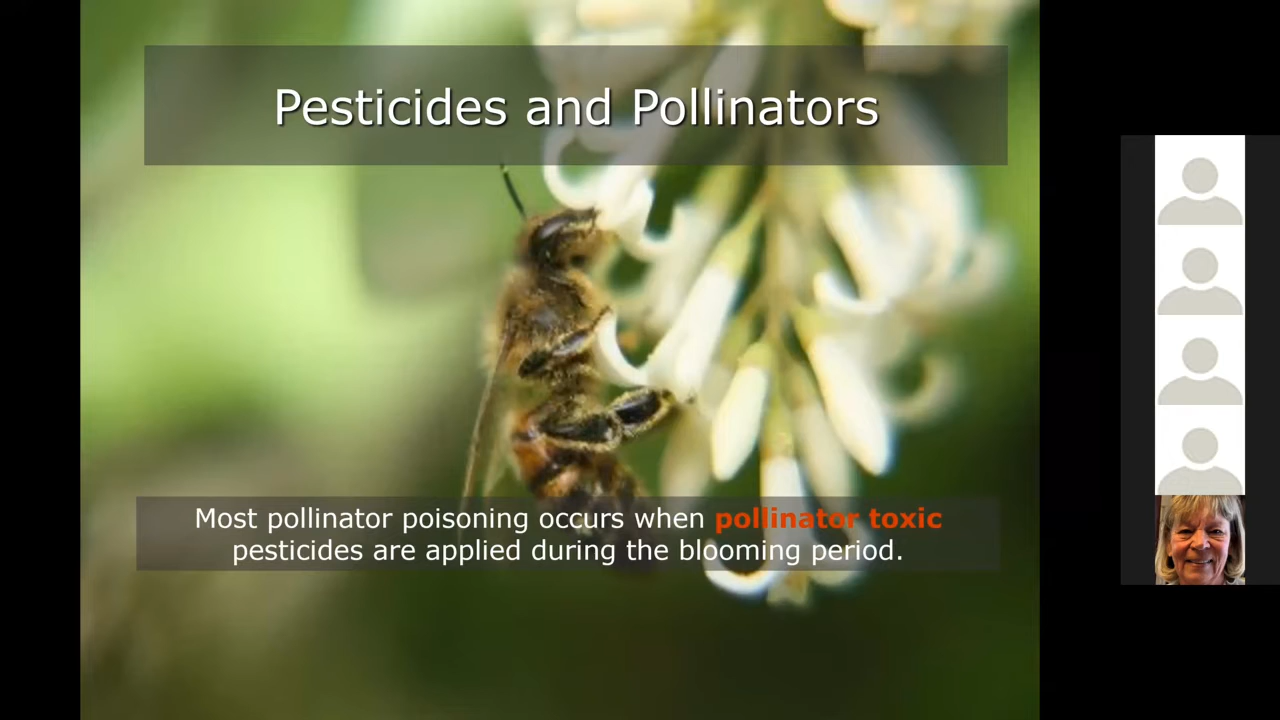 Pesticides and Pollinators
Most pollinator poisoning occurs when pollinator toxic
pesticides are applied during the blooming period.